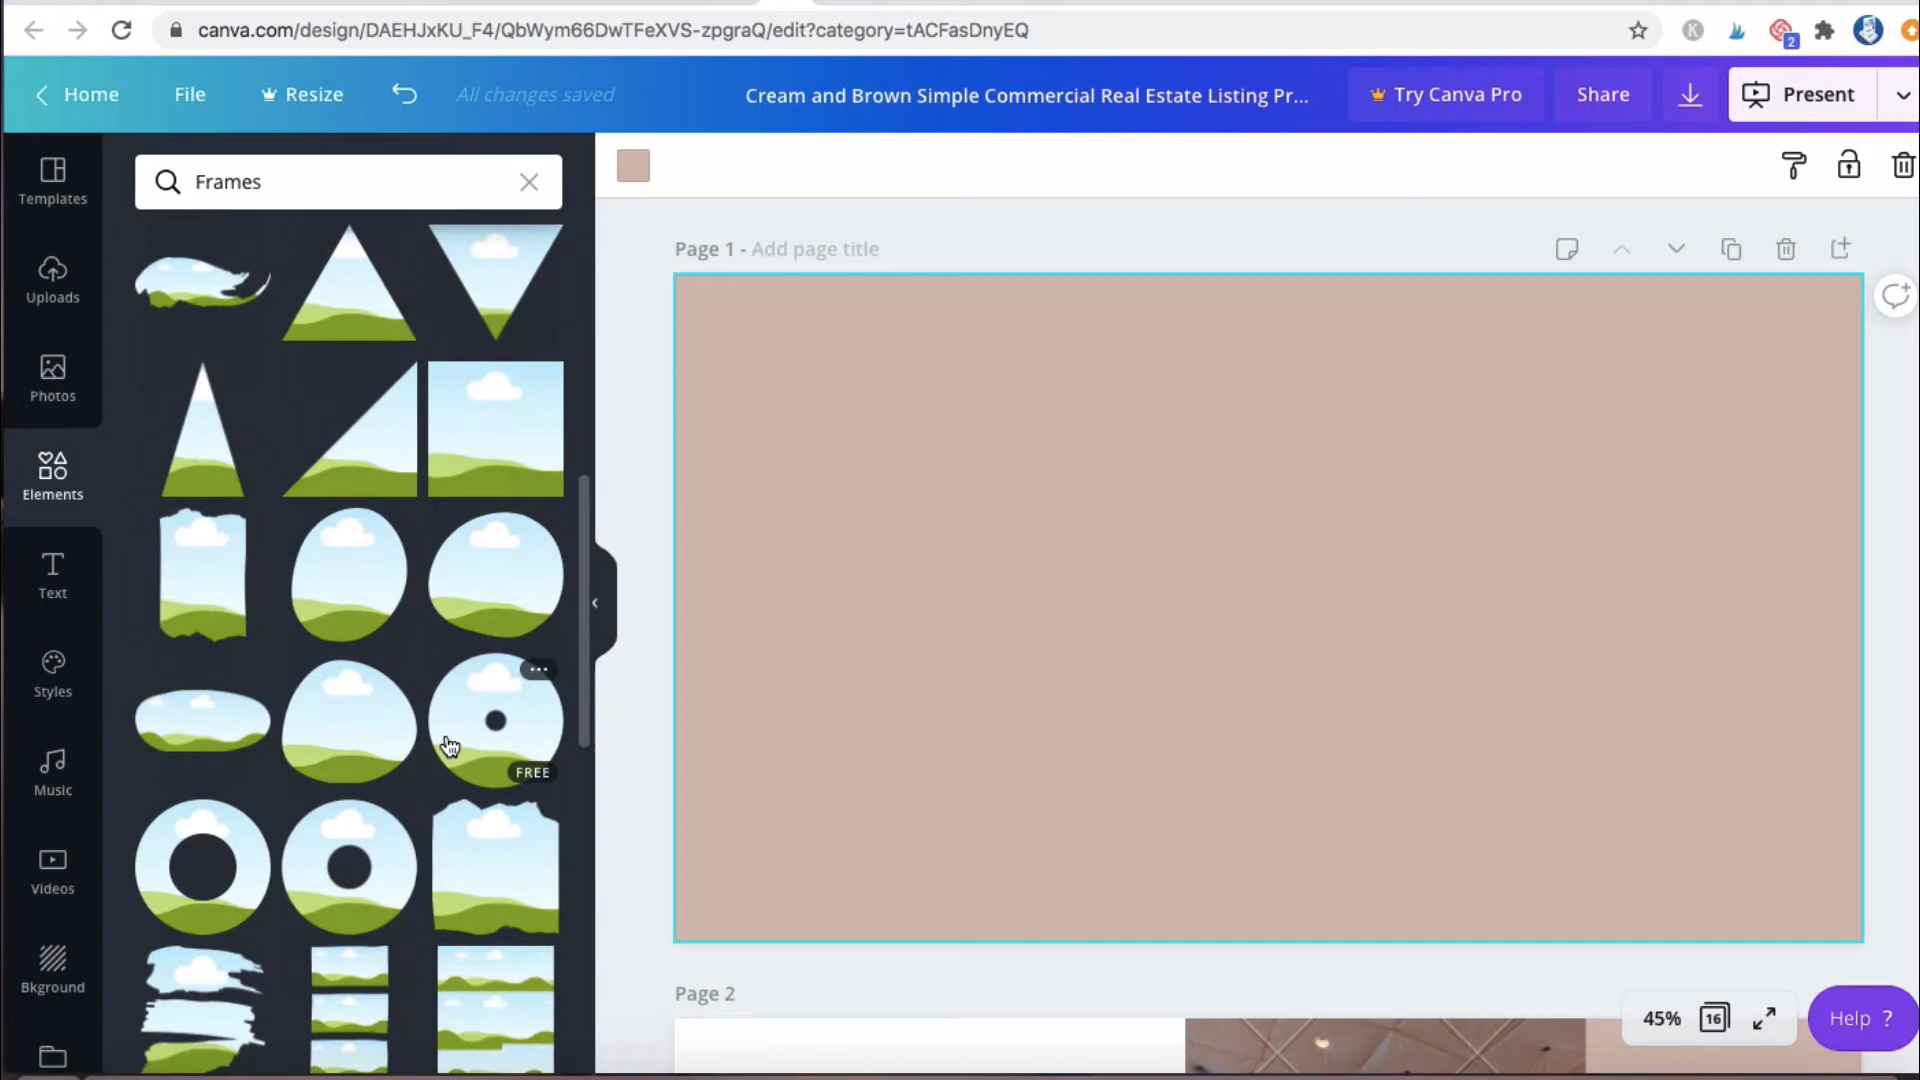 canva.com/design/DAEHJxKU_F4/QbWym66DwTFeXVS-zpgraQ/edit?category=tACFasDnyEQ
K
2
Home File Resize All changes saved Cream and Brown Simple Commercial Real Estate Listing Pr... Try Canva Pro Share Present
Templates
Uploads
Photos
Elements
Text
Styles
Music
Videos
Bkground
Frames
FREE
Page 1 - Add page title
Page 2
45% 16 Help ?